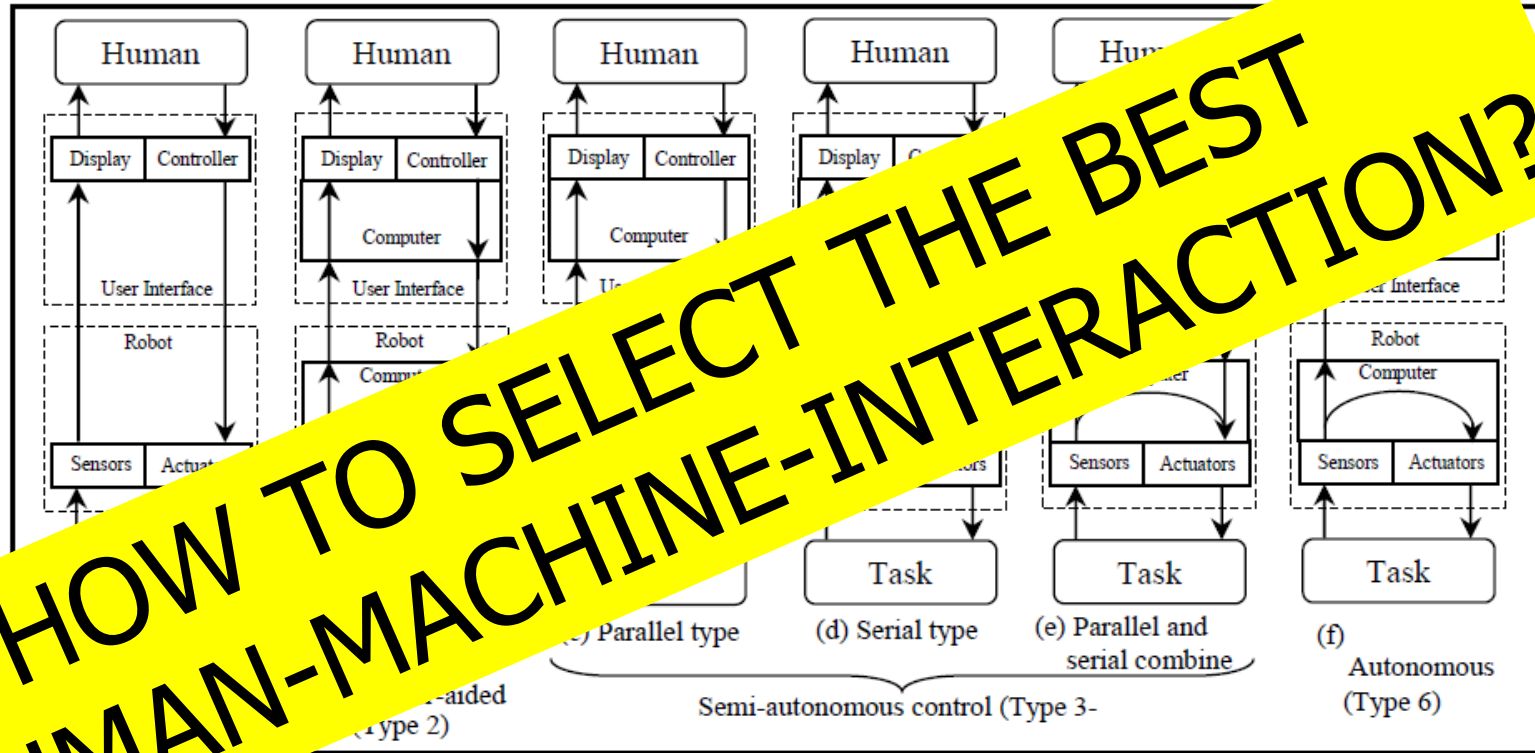 HOW TO SELECT THE BEST
HUMAN-MACHINE-INTERACTION?
Human
Human
Human
Human
Display
Controller
Display
Controller
Display
Controller
Display
Computer
Computer
User Interface
User Interface
Interface
Robot
Robot
Robot
Computer
Sensors
Sensors
Actuators
Sensors
Actuators
Task
Task
Task
Parallel type
(d) Serial type
(e) Parallel and
serial combine
(f)
Autonomous
(Type 6)
Semi-autonomous control (Type 3-
-aided
(Type 2)